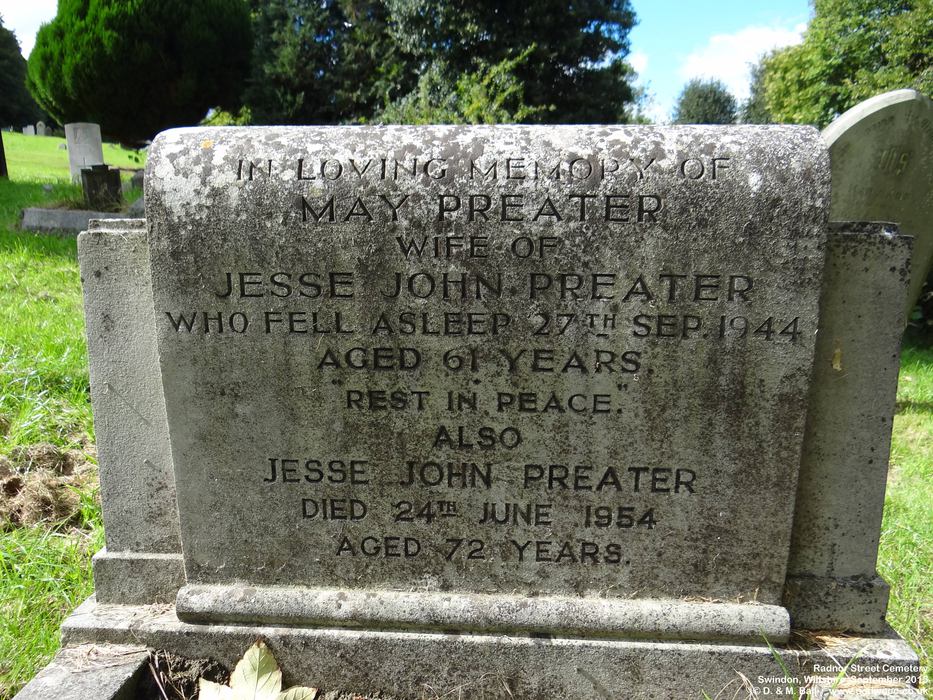 IN LOVING MEMORY OF
MAY PREATER
WIFE OF
JESSE JOHN PREATER
WHO FELL ASLEEP 27TH SEP. 1944
AGED 61 YEARS.
"REST IN PEACE."
ALSO
JESSE JOHN PREATER
DIED 24TH JUNE 1954
AGED 72 YEARS.
Radnor Street Cemetery
Swindon, Wiltshire September
© D. & M. Ball